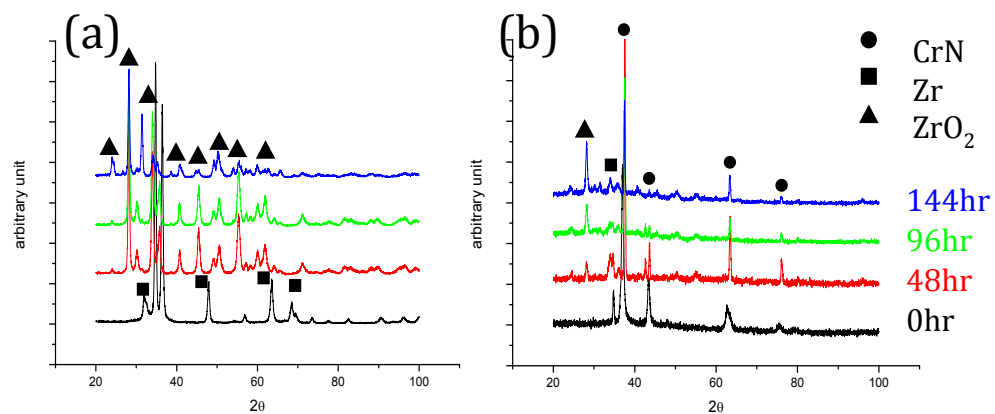 (a)
arbitrary unit
20 40 60 80 100
2θ
(b)
arbitrary unit
20 40 60 80 100
2θ
CrN
Zr
ZrO₂
144hr
96hr
48hr
0hr